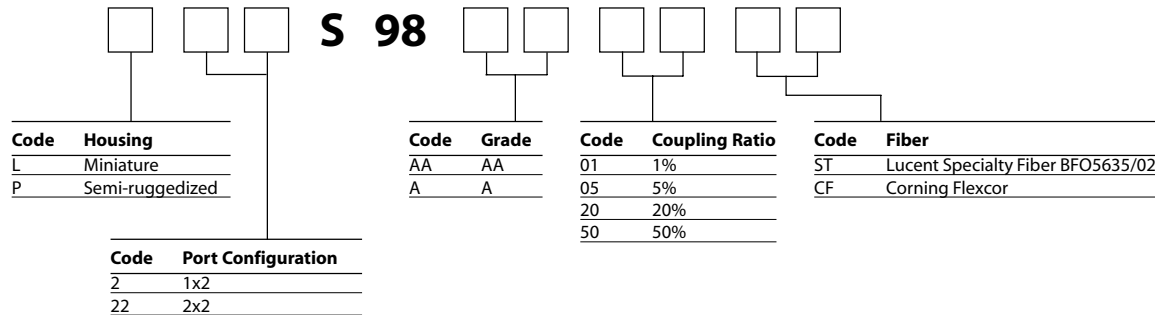 S 98
Code Housing
L Miniature
P Semi-ruggedized
Code Port Configuration
2 1x2
22 2x2
Code Grade
AA AA
A A
Code Coupling Ratio
01 1%
05 5%
20 20%
50 50%
Code Fiber
ST Lucent Specialty Fiber BFO5635/02
CF Corning Flexcor